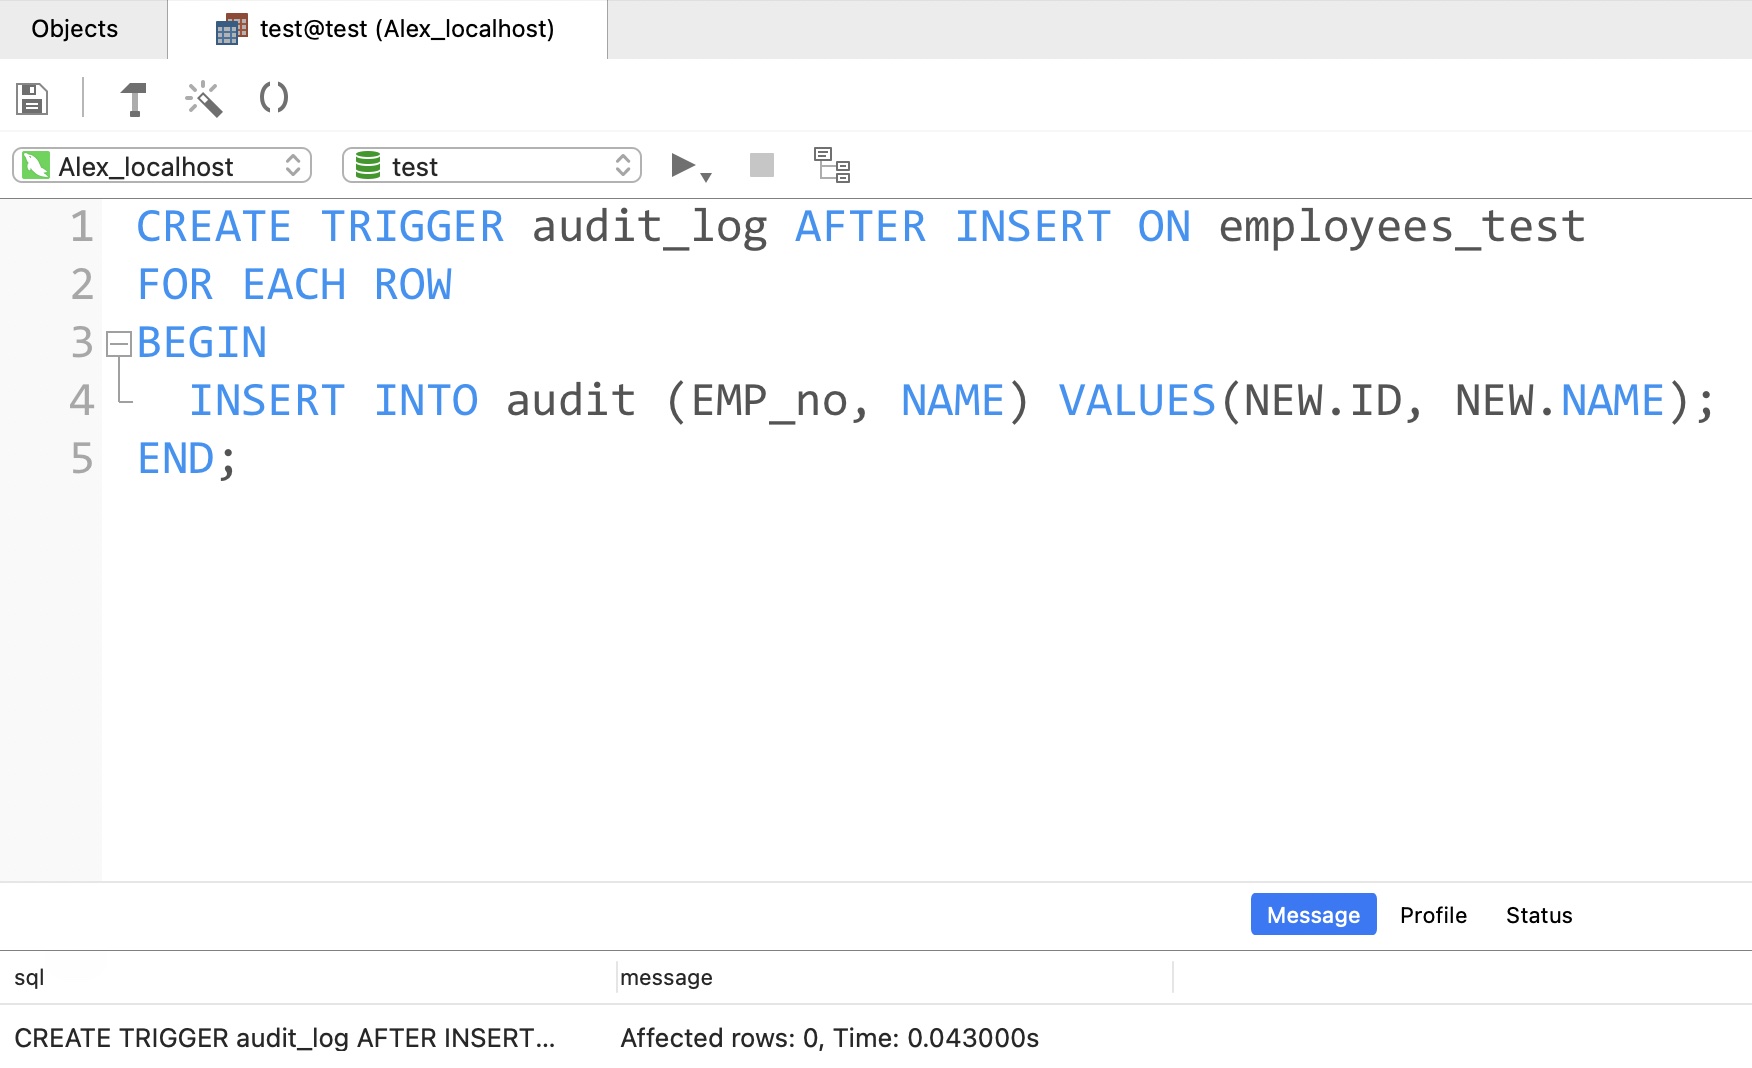 Objects
test@test (Alex_localhost)
Alex_localhost
test
1 CREATE TRIGGER audit_log AFTER INSERT ON employees_test
2 FOR EACH ROW
3 BEGIN
4 INSERT INTO audit (EMP_no, NAME) VALUES(NEW.ID, NEW.NAME);
5 END;
Message Profile Status
sql message
CREATE TRIGGER audit_log AFTER INSERT... Affected rows: 0, Time: 0.043000s